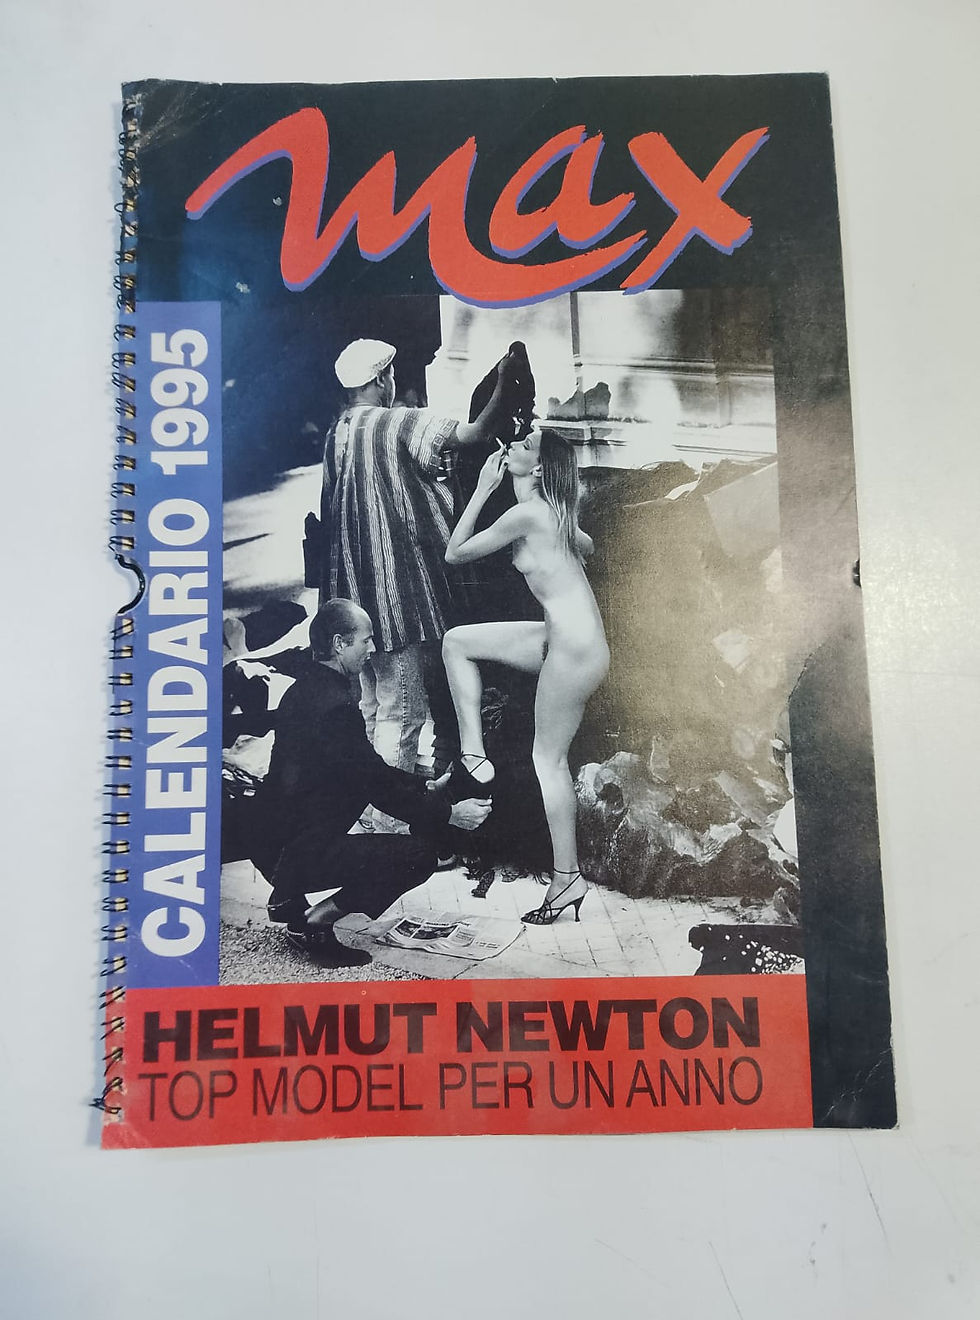 max
CALENDARIO 1995
HELMUT NEWTON
TOP MODEL PER UN ANNO